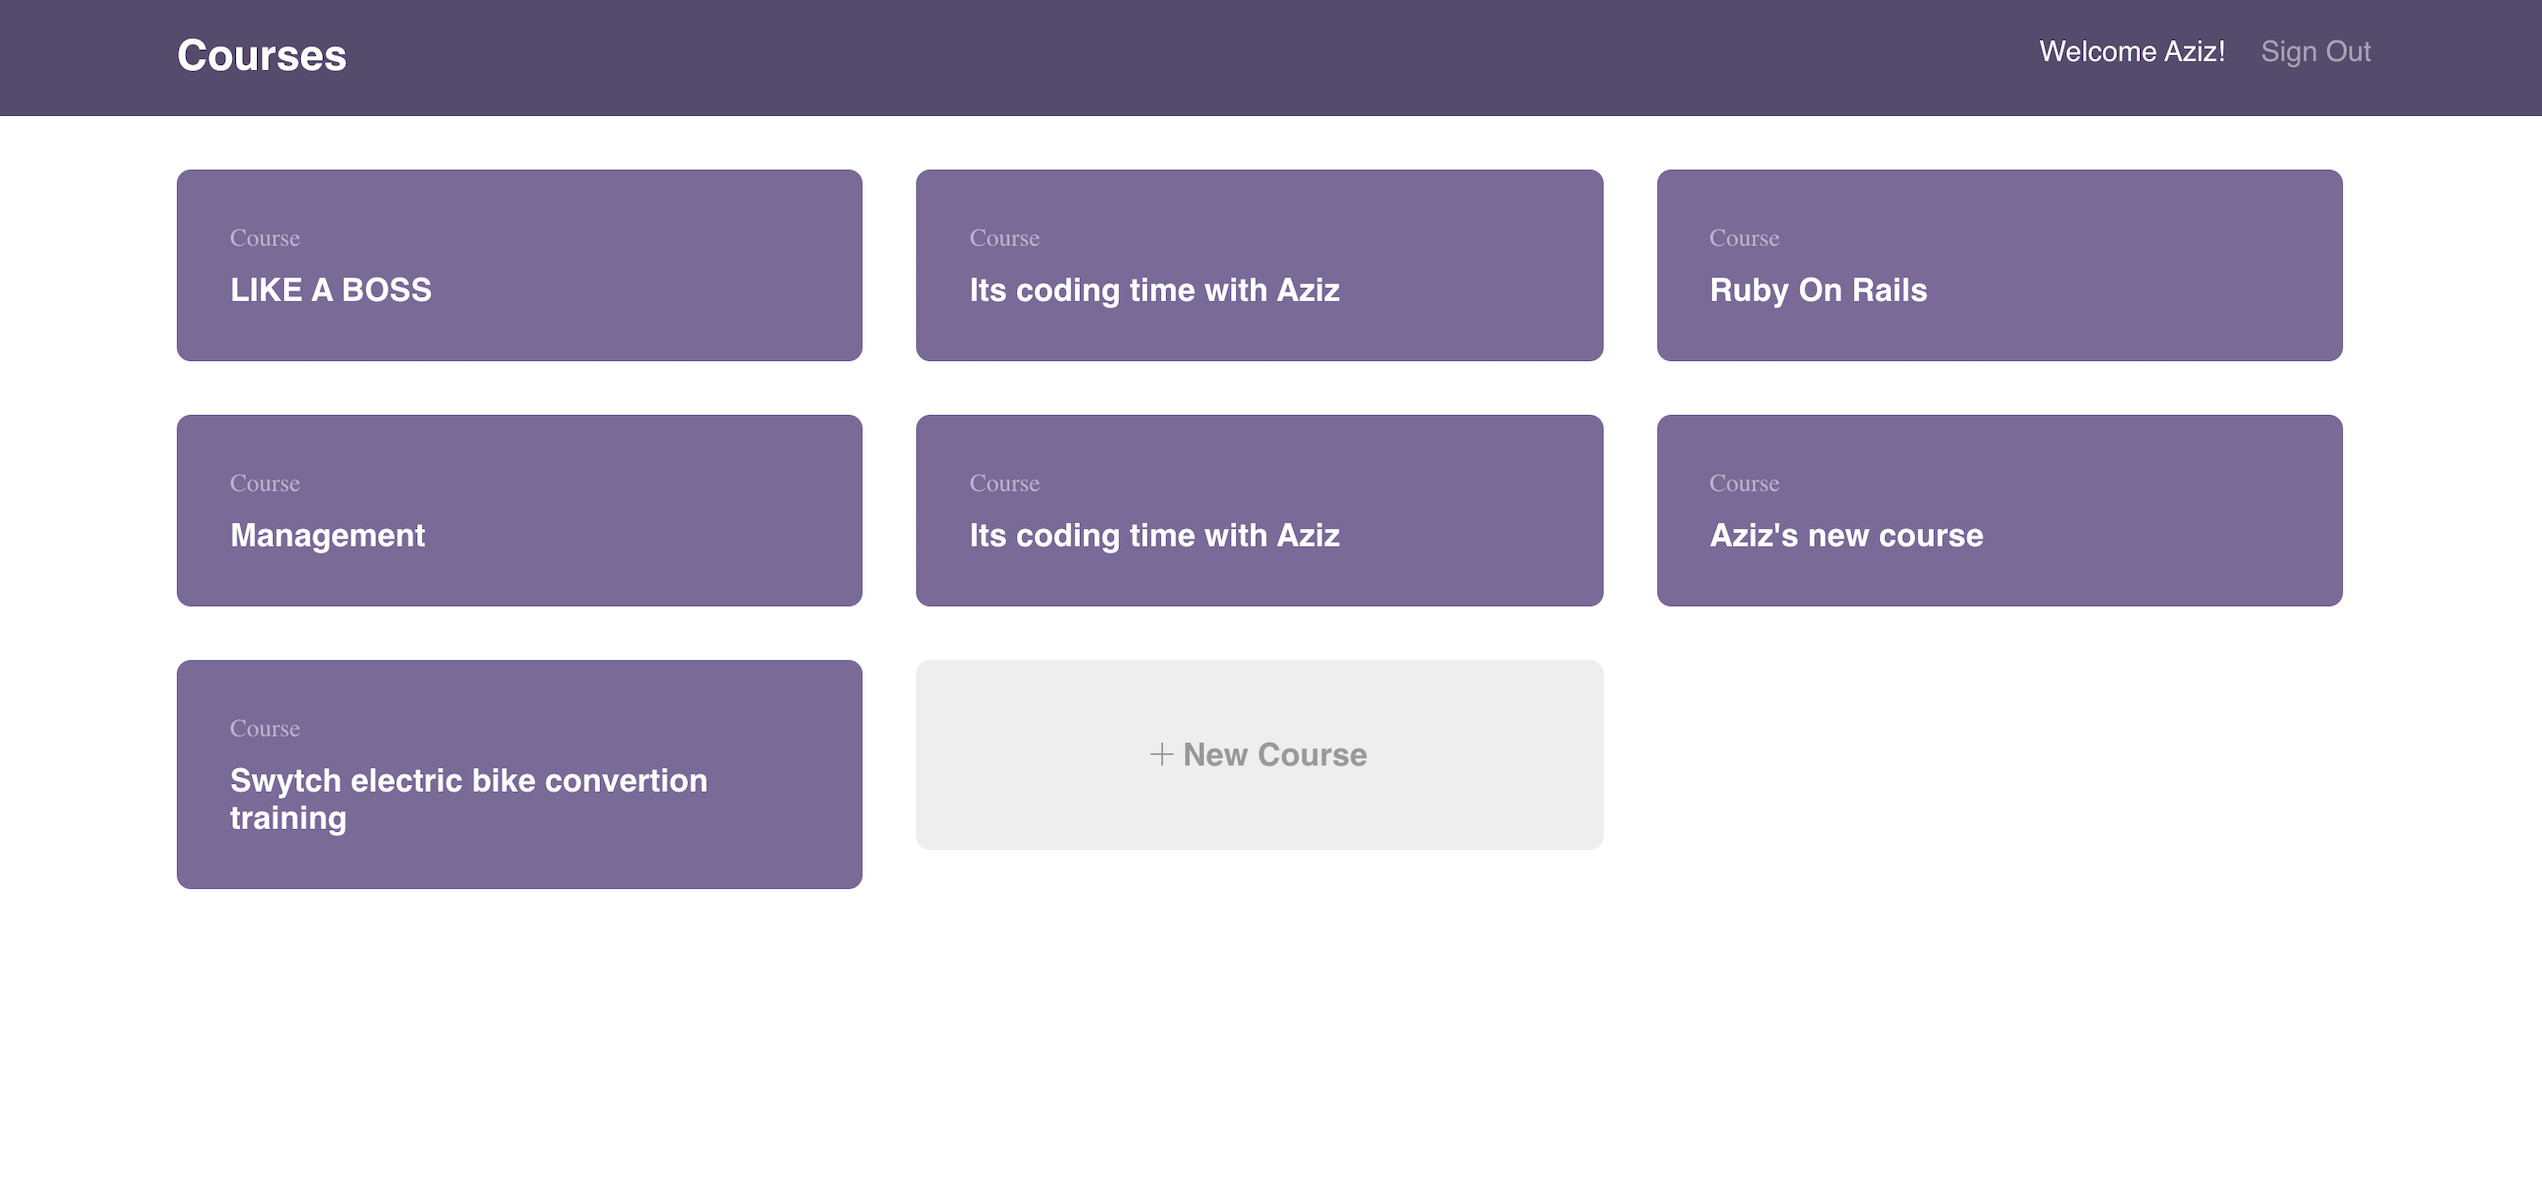 Courses
Welcome Aziz! Sign Out
Course
LIKE A BOSS
Course
Its coding time with Aziz
Course
Ruby On Rails
Course
Management
Course
Its coding time with Aziz
Course
Aziz's new course
Course
Swytch electric bike convertion
training
+ New Course